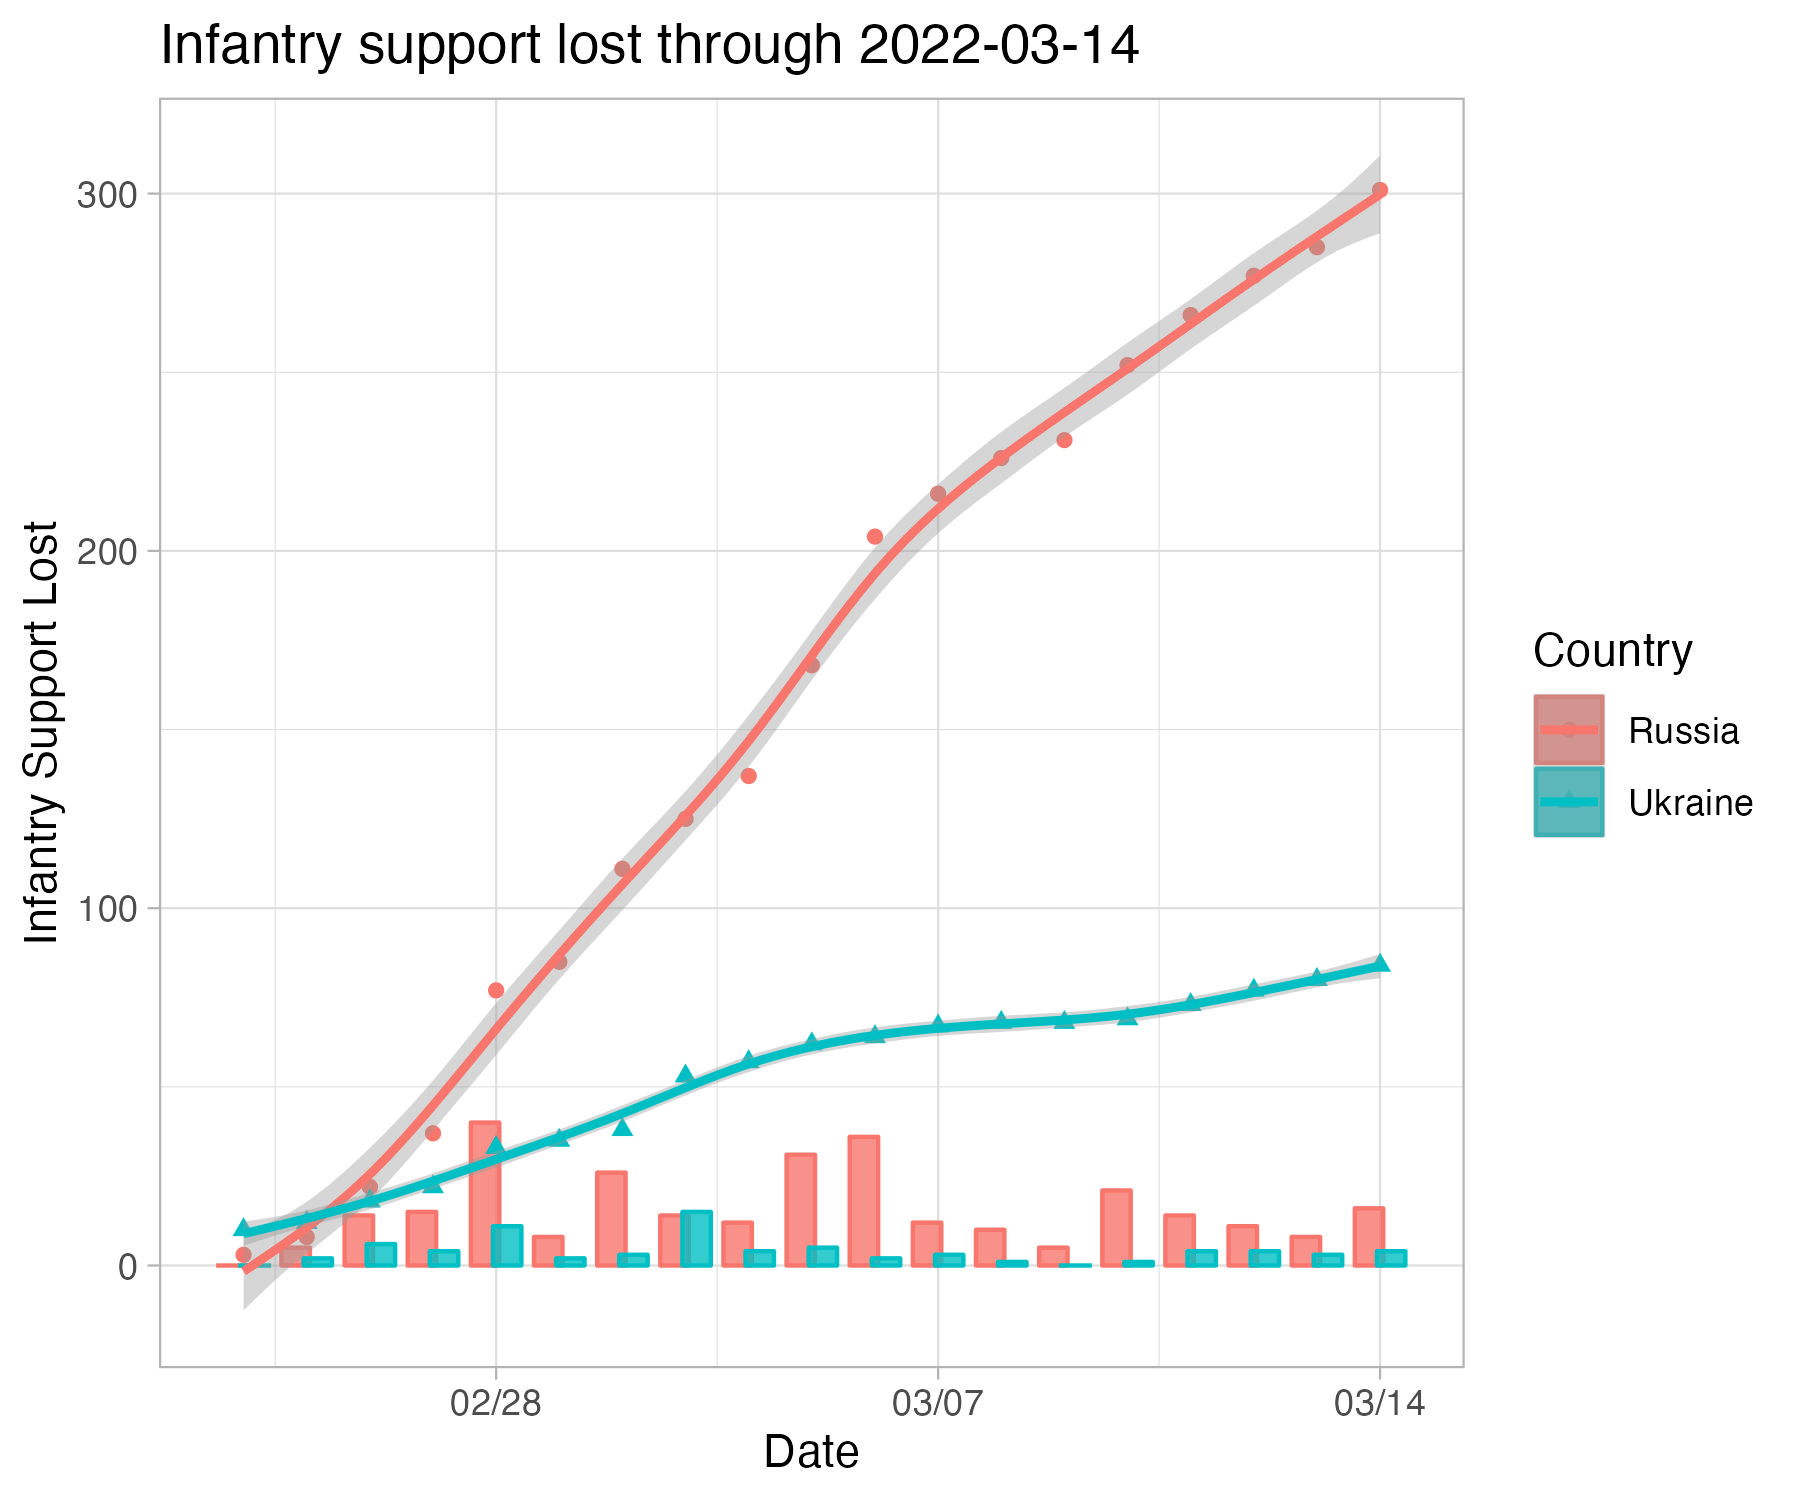 Infantry support lost through 2022-03-14
300
200
100
0
Infantry Support Lost
02/28
03/07
03/14
Date
Country
Russia
Ukraine